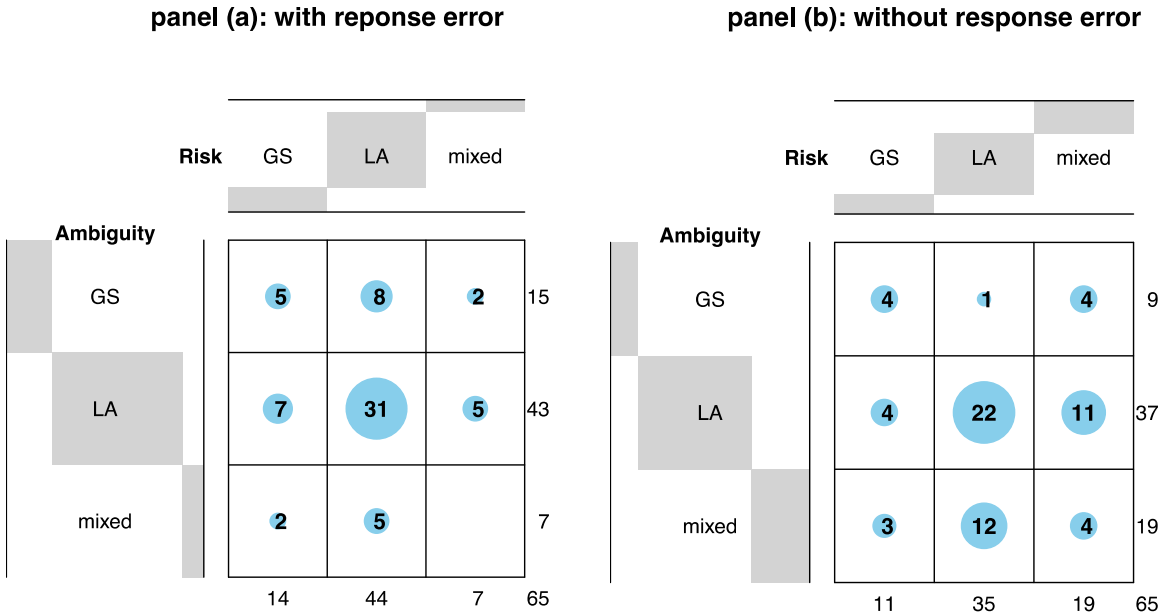 panel (a): with reponse error
Risk GS LA mixed
Ambiguity
GS 5 8 2 15
LA 7 31 5 43
mixed 2 5 7
14 44 7 65
panel (b): without response error
Risk GS LA mixed
Ambiguity
GS 4 1 4 9
LA 4 22 11 37
mixed 3 12 4 19
11 35 19 65